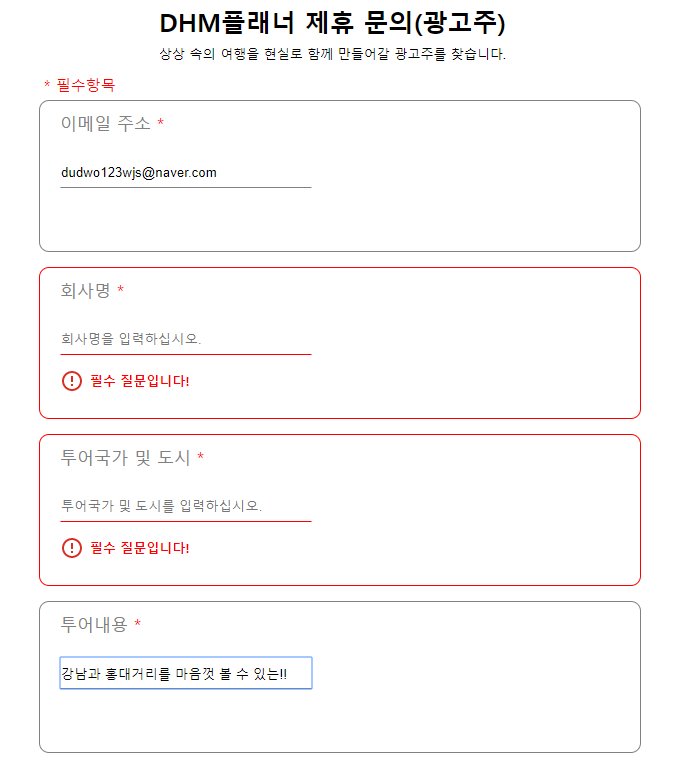 DHM플래너 제휴 문의(광고주)
상상 속의 여행을 현실로 함께 만들어갈 광고주를 찾습니다.
* 필수항목
이메일 주소 *
dudwo123wjs@naver.com
회사명 *
회사명을 입력하십시오.
필수 질문입니다!
투어국가 및 도시 *
투어국가 및 도시를 입력하십시오.
필수 질문입니다!
투어내용 *
강남과 홍대거리를 마음껏 볼 수 있는!!